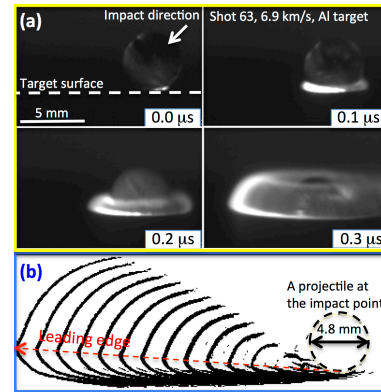 (a)
Impact direction
Shot 63, 6.9 km/s, Al target
Target surface
5 mm
0.0 µs
0.1 µs
0.2 µs
0.3 µs
(b)
A projectile at
the impact point
4.8 mm
Leading edge